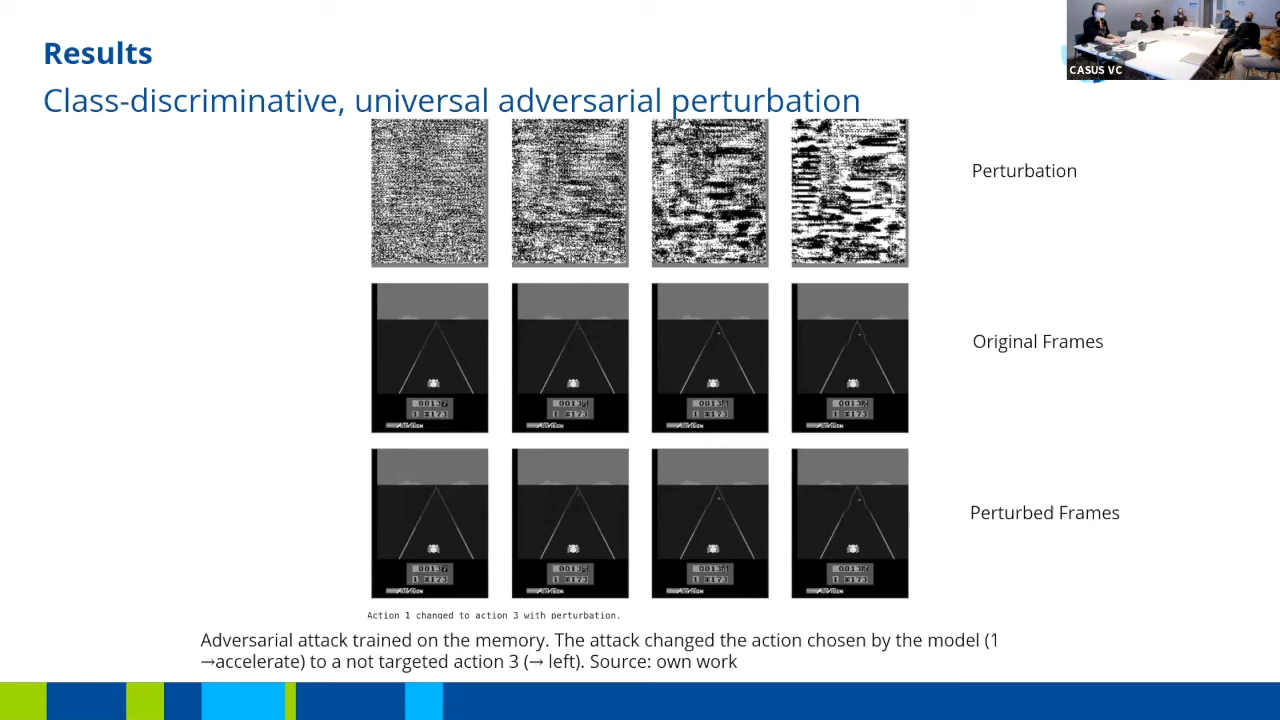 Results
CASUS VC
Class-discriminative, universal adversarial perturbation
Perturbation
Original Frames
Perturbed Frames
Action 1 changed to action 3 with perturbation.
Adversarial attack trained on the memory. The attack changed the action chosen by the model (1
→accelerate) to a not targeted action 3 (→ left). Source: own work